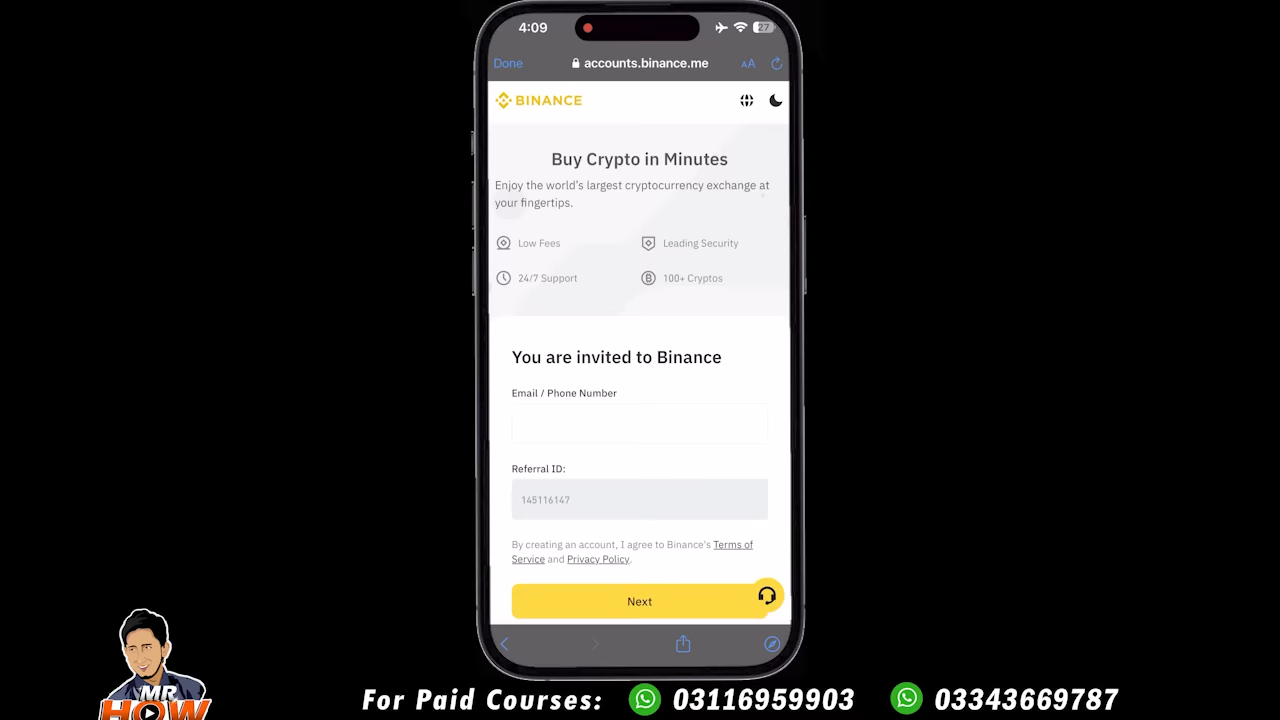 4:09
27
Done
accounts.binance.me
AA
BINANCE
Buy Crypto in Minutes
Enjoy the world's largest cryptocurrency exchange at
your fingertips.
Low Fees
Leading Security
24/7 Support
100+ Cryptos
You are invited to Binance
Email / Phone Number
Referral ID:
145116147
By creating an account, I agree to Binance's Terms of
Service and Privacy Policy.
Next
MR
HOW
For Paid Courses: 03116959903 03343669787